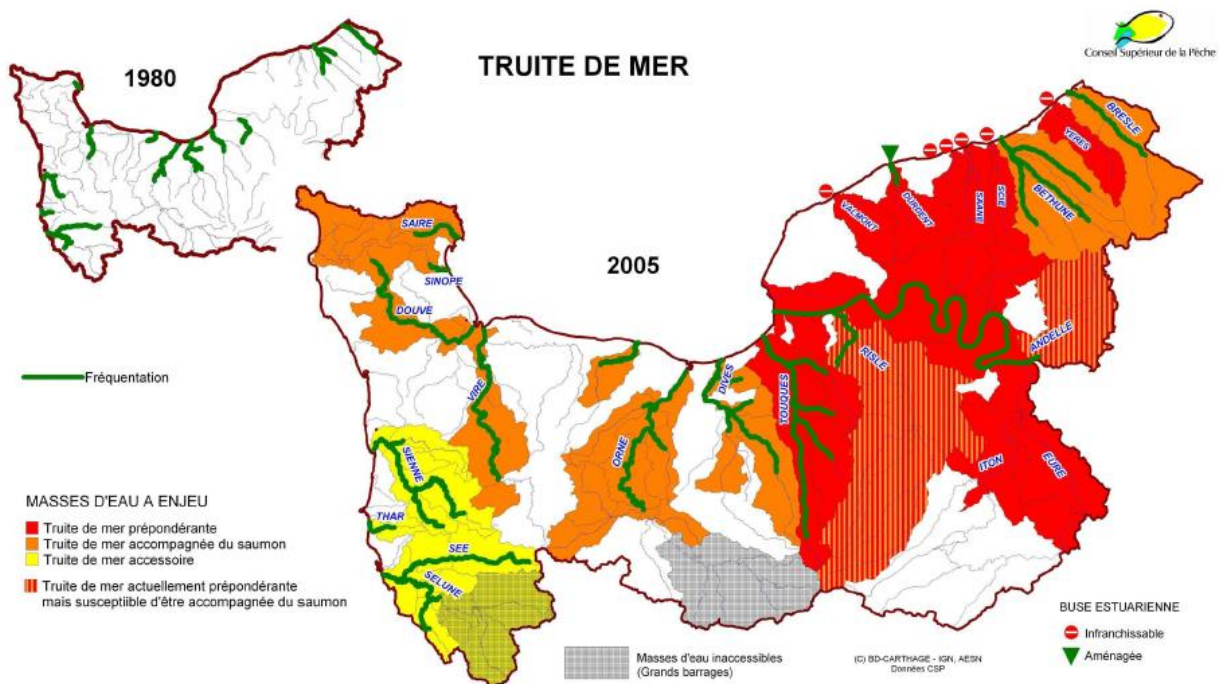 Conseil Supérieur de la Pêche
TRUITE DE MER
1980
2005
BRESLE
YERES
BETHUNE
SCIE
SAANE
DURDENT
VALMONT
SAIRE
SINOPE
DOUVE
VIRE
ORNE
DIVES
TOUQUES
RISLE
ANDELLE
ITON
EURE
SIENNE
THAR
SEE
SELUNE
Fréquentation
MASSES D'EAU A ENJEU
Truite de mer prépondérante
Truite de mer accompagnée du saumon
Truite de mer accessoire
Truite de mer actuellement prépondérante
mais susceptiible d'être accompagnée du saumon
Masses d'eau inaccessibles
(Grands barrages)
(C) BD-CARTHAGE - IGN, AESN
Données CSP
BUSE ESTUARIENNE
Infranchissable
Aménagée